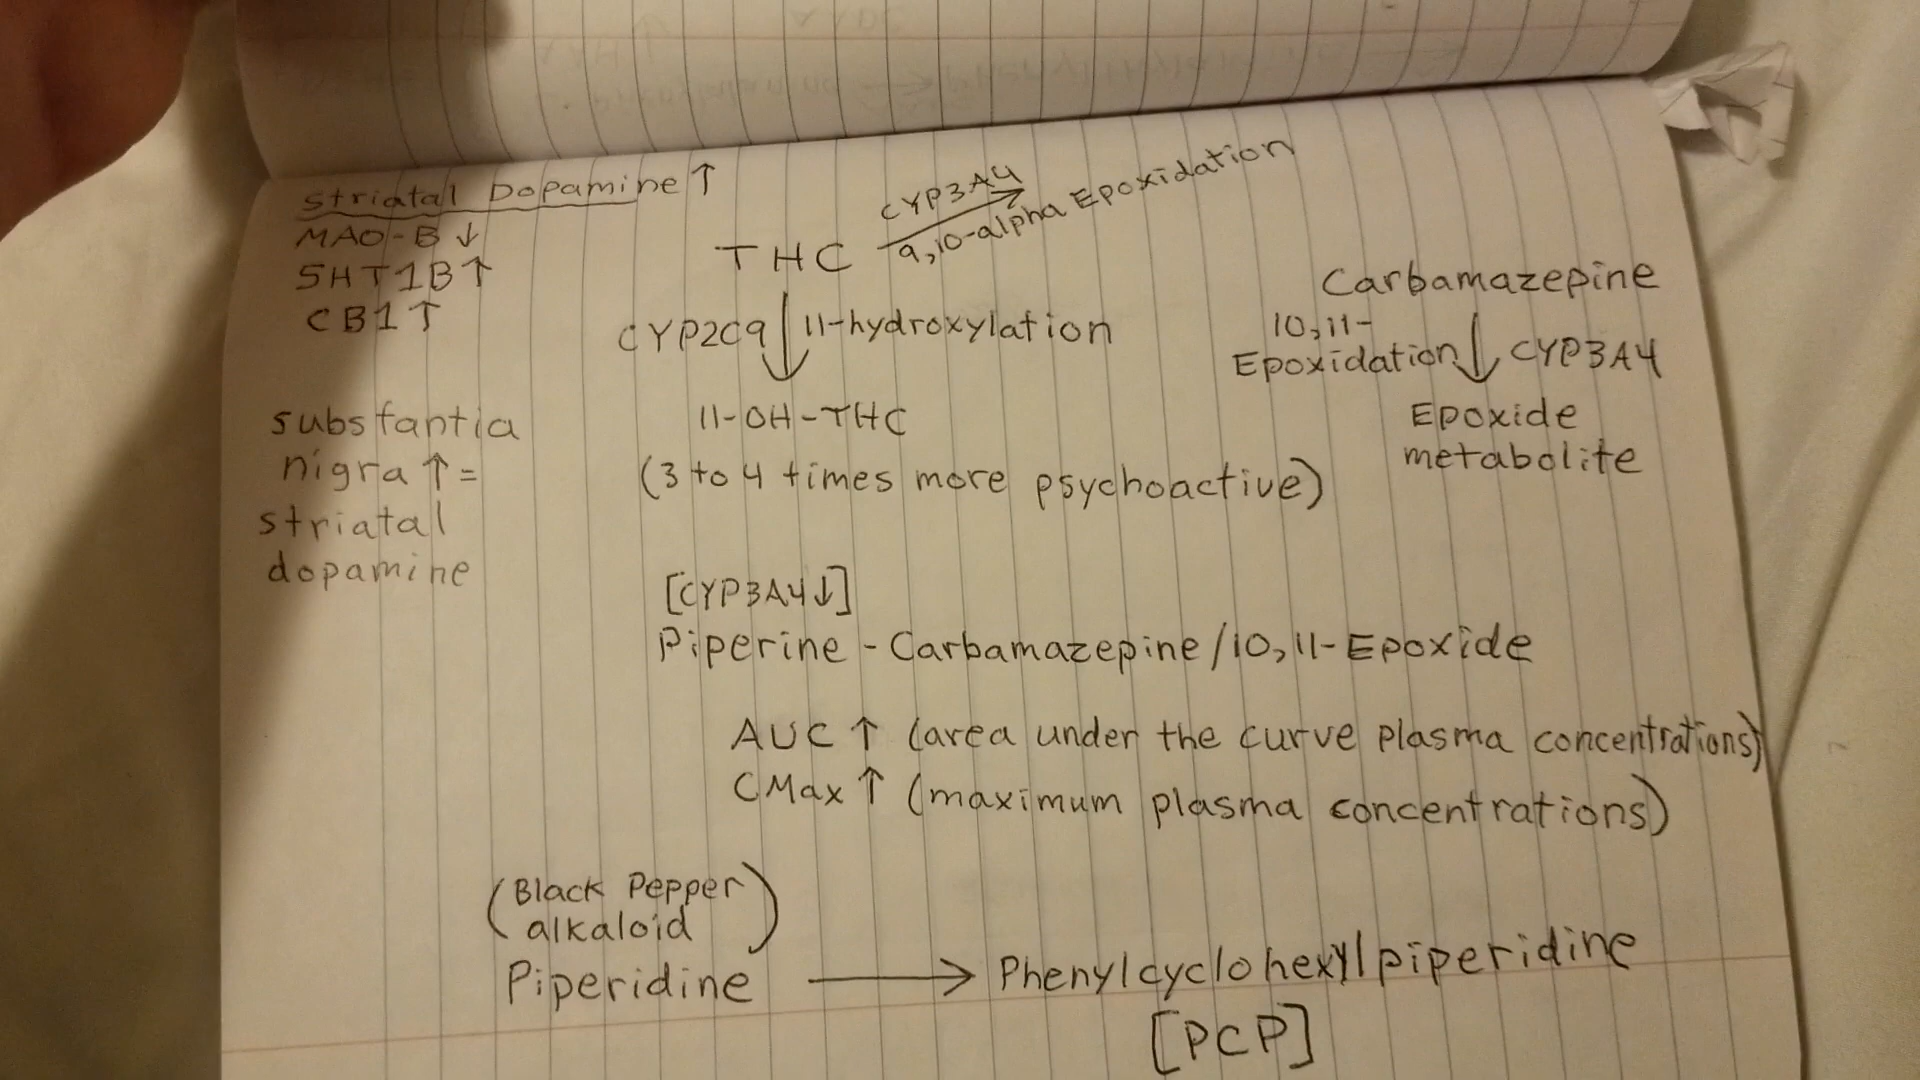 Striatal Dopamine ↑
MAO-B ↓
5HT1B ↑
CB1 ↑
substantia
nigra ↑ =
striatal
dopamine
CYP3A4
THC → 9,10-alpha Epoxidation
CYP2C9 ↓ 11-hydroxylation
11-OH-THC
(3 to 4 times more psychoactive)
Carbamazepine
10,11-
Epoxidation ↓ CYP3A4
Epoxide
metabolite
[CYP3A4↓]
Piperine - Carbamazepine/10,11-Epoxide
AUC ↑ (area under the curve plasma concentrations)
CMax ↑ (maximum plasma concentrations)
(Black Pepper
alkaloid)
Piperidine → Phenylcyclohexylpiperidine
[PCP]